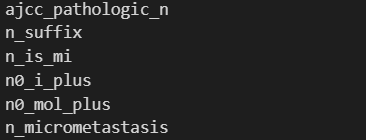 ajcc_pathologic_n
n_suffix
n_is_mi
n0_i_plus
n0_mol_plus
n_micrometastasis